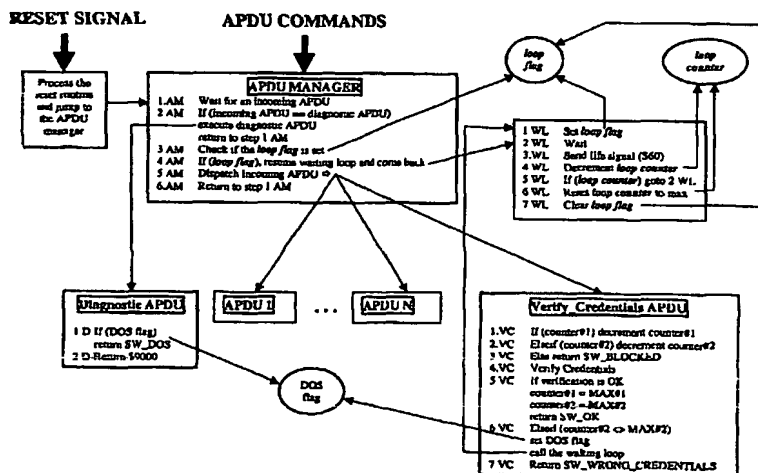 RESET SIGNAL
APDU COMMANDS
Process the
reset routine
and jump to
the APDU
manager
APDU MANAGER
1.AM Wait for an incoming APDU
2 AM If (incoming APDU == diagnostic APDU)
execute diagnostic APDU
return to step 1 AM
3 AM Check if the loop flag is set
4 AM If (loop flag), resume waiting loop and come back
5 AM Dispatch incoming APDU ⇨
6.AM Return to step 1 AM
loop
flag
loop
counter
1 WL Set loop flag
2 WL Wait
3.WL Send life signal ($60)
4 WL Decrement loop counter
5 WL If (loop counter) goto 2 WL
6 WL Reset loop counter to max
7 WL Clear loop flag
Diagnostic APDU
1 D If (DOS flag)
return SW_DOS
2 D Return $9000
APDU 1
...
APDU N
DOS
flag
Verify_Credentials APDU
1.VC If (counter#1) decrement counter#1
2.VC Elseif (counter#2) decrement counter#2
3 VC Else return SW_BLOCKED
4.VC Verify Credentials
5 VC If verification is OK
counter#1 = MAX#1
counter#2 = MAX#2
return SW_OK
6 VC Elseif (counter#2 <> MAX#2)
set DOS flag
call the waiting loop
7 VC Return SW_WRONG_CREDENTIALS